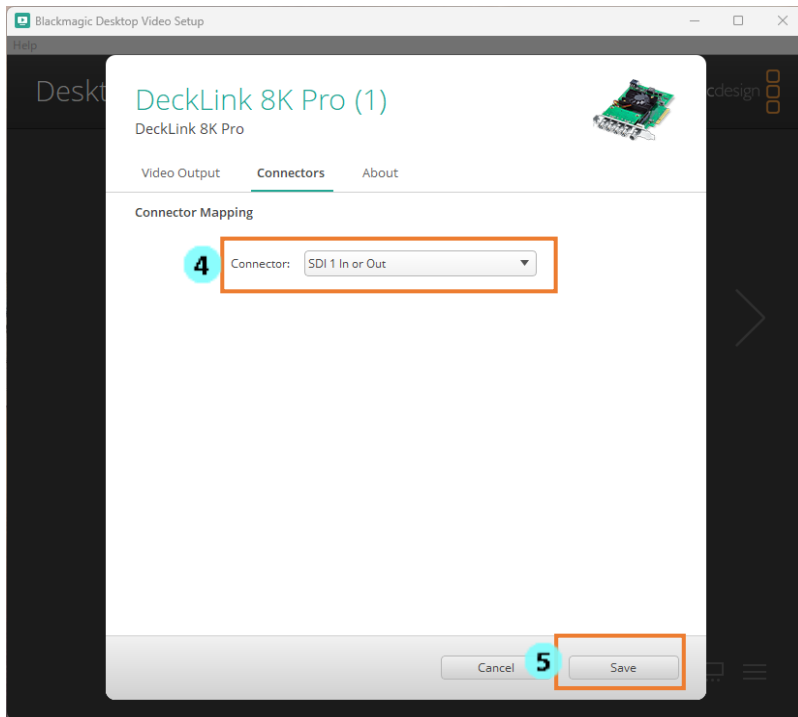 Blackmagic Desktop Video Setup
Help
Deskt
cdesign
DeckLink 8K Pro (1)
DeckLink 8K Pro
Video Output Connectors About
Connector Mapping
4 Connector: SDI 1 In or Out
Cancel 5 Save